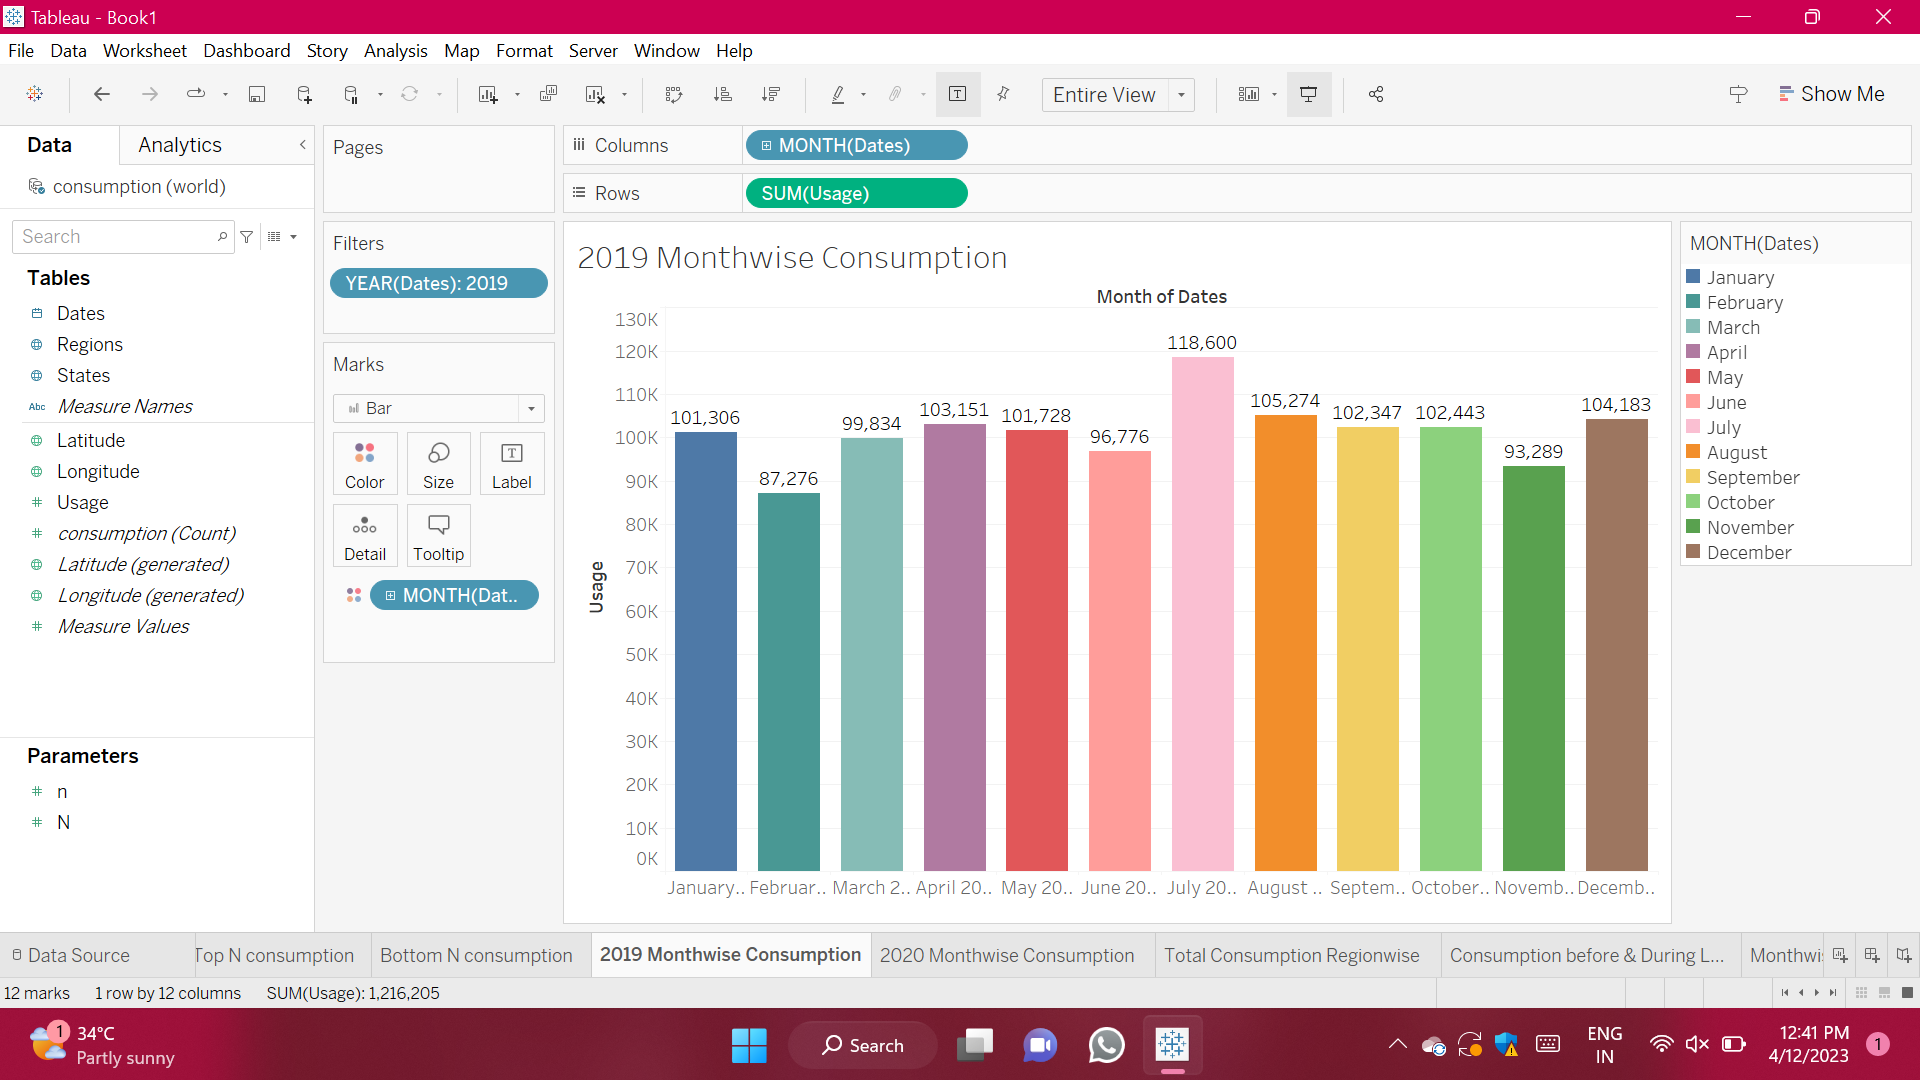 Tableau - Book1
File Data Worksheet Dashboard Story Analysis Map Format Server Window Help
Entire View
Show Me
Data Analytics
consumption (world)
Search
Tables
Dates
Regions
States
Abc Measure Names
Latitude
Longitude
Usage
consumption (Count)
Latitude (generated)
Longitude (generated)
Measure Values
Parameters
n
N
Pages
Filters
YEAR(Dates): 2019
Marks
Bar
Color Size Label
Detail Tooltip
MONTH(Dat..
Columns MONTH(Dates)
Rows SUM(Usage)
2019 Monthwise Consumption
Month of Dates
Usage
130K
120K
110K
100K
90K
80K
70K
60K
50K
40K
30K
20K
10K
0K
101,306
87,276
99,834
103,151
101,728
96,776
118,600
105,274
102,347
102,443
93,289
104,183
January.. Februar.. March 2.. April 20.. May 20.. June 20.. July 20.. August .. Septem.. October.. Novemb.. Decemb..
MONTH(Dates)
January
February
March
April
May
June
July
August
September
October
November
December
Data Source Top N consumption Bottom N consumption 2019 Monthwise Consumption 2020 Monthwise Consumption Total Consumption Regionwise Consumption before & During L... Monthwi
12 marks 1 row by 12 columns SUM(Usage): 1,216,205
1
34°C
Partly sunny
Search
ENG
IN
12:41 PM
4/12/2023
1